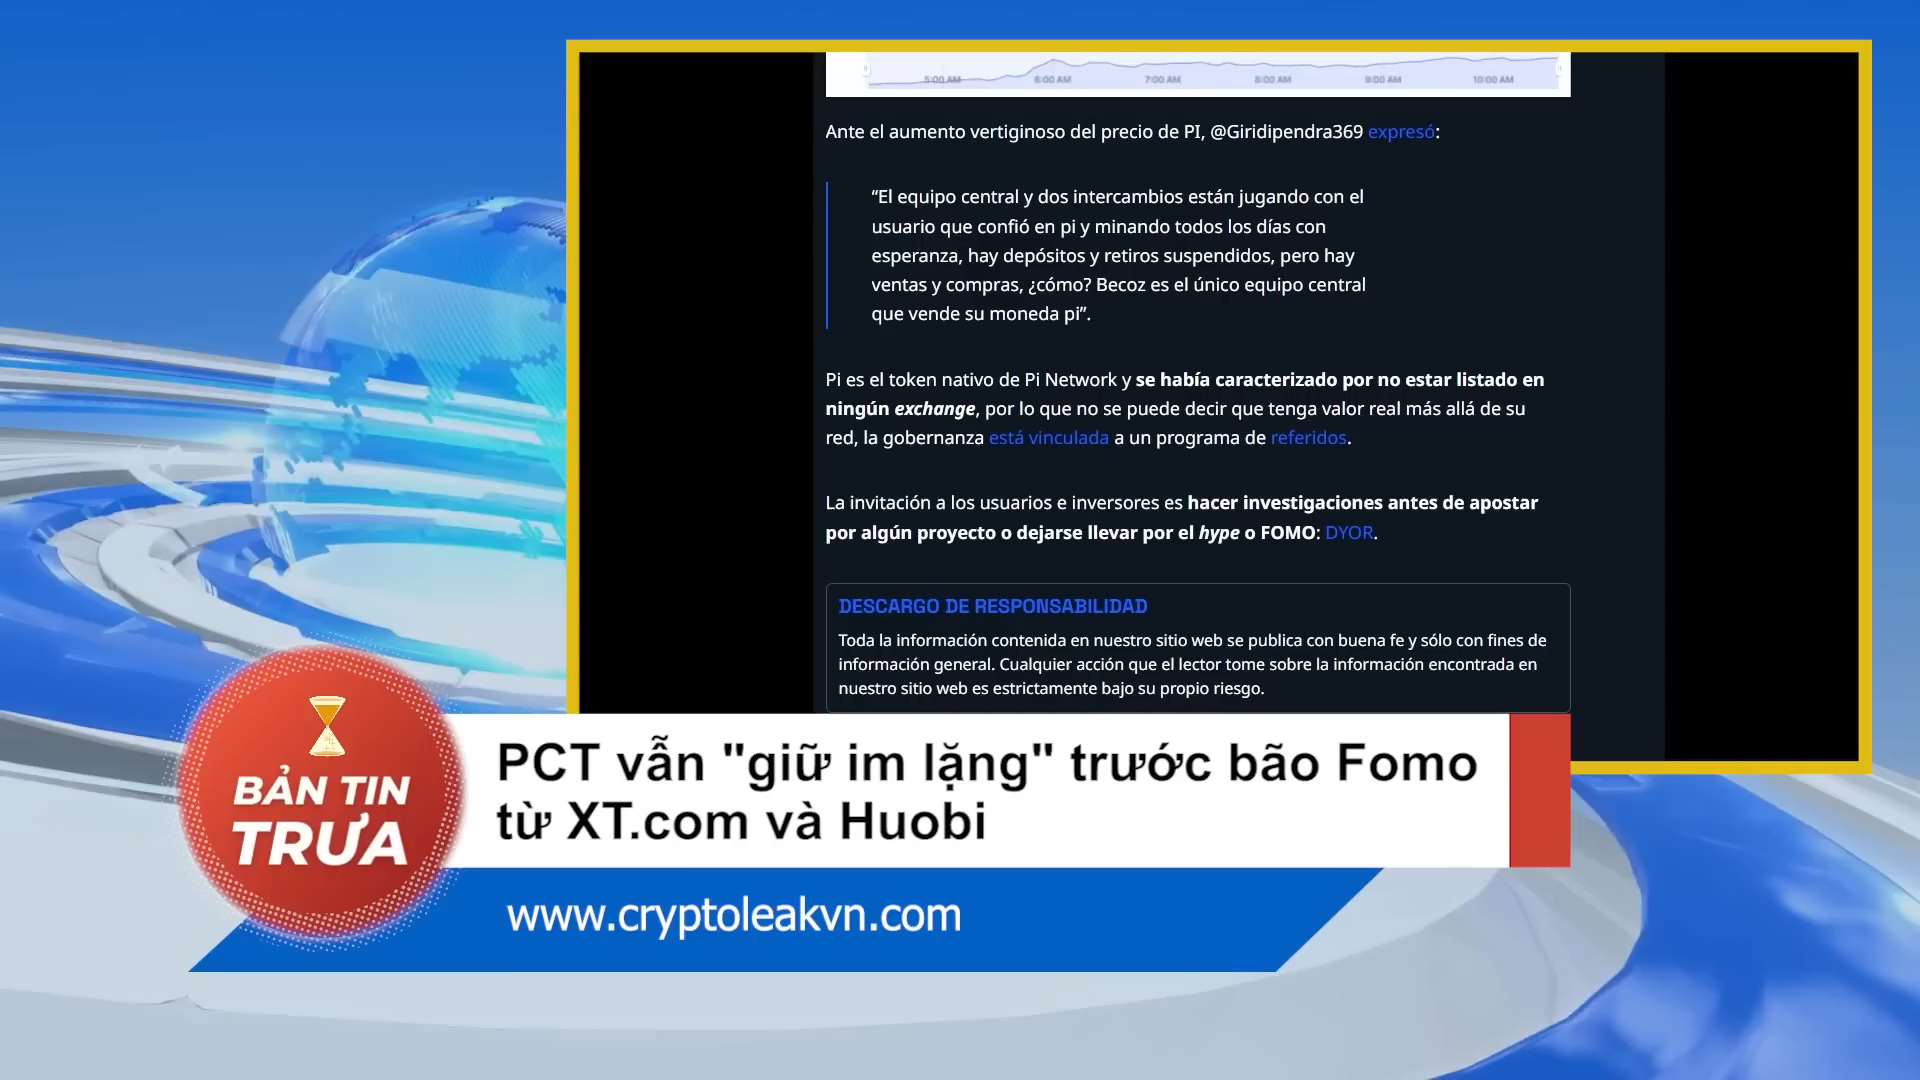 5:00 AM 6:00 AM 7:00 AM 8:00 AM 9:00 AM 10:00 AM
Ante el aumento vertiginoso del precio de PI, @Giridipendra369 expresó:
“El equipo central y dos intercambios están jugando con el
usuario que confió en pi y minando todos los días con
esperanza, hay depósitos y retiros suspendidos, pero hay
ventas y compras, ¿cómo? Becoz es el único equipo central
que vende su moneda pi”.
Pi es el token nativo de Pi Network y se había caracterizado por no estar listado en
ningún exchange, por lo que no se puede decir que tenga valor real más allá de su
red, la gobernanza está vinculada a un programa de referidos.
La invitación a los usuarios e inversores es hacer investigaciones antes de apostar
por algún proyecto o dejarse llevar por el hype o FOMO: DYOR.
DESCARGO DE RESPONSABILIDAD
Toda la información contenida en nuestro sitio web se publica con buena fe y sólo con fines de
información general. Cualquier acción que el lector tome sobre la información encontrada en
nuestro sitio web es estrictamente bajo su propio riesgo.
BẢN TIN
TRƯA
PCT vẫn "giữ im lặng" trước bão Fomo
từ XT.com và Huobi
www.cryptoleakvn.com